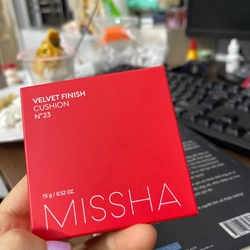 VELVET FINISH
CUSHION
N°23
15 g / 0.52 OZ.
MISSHA